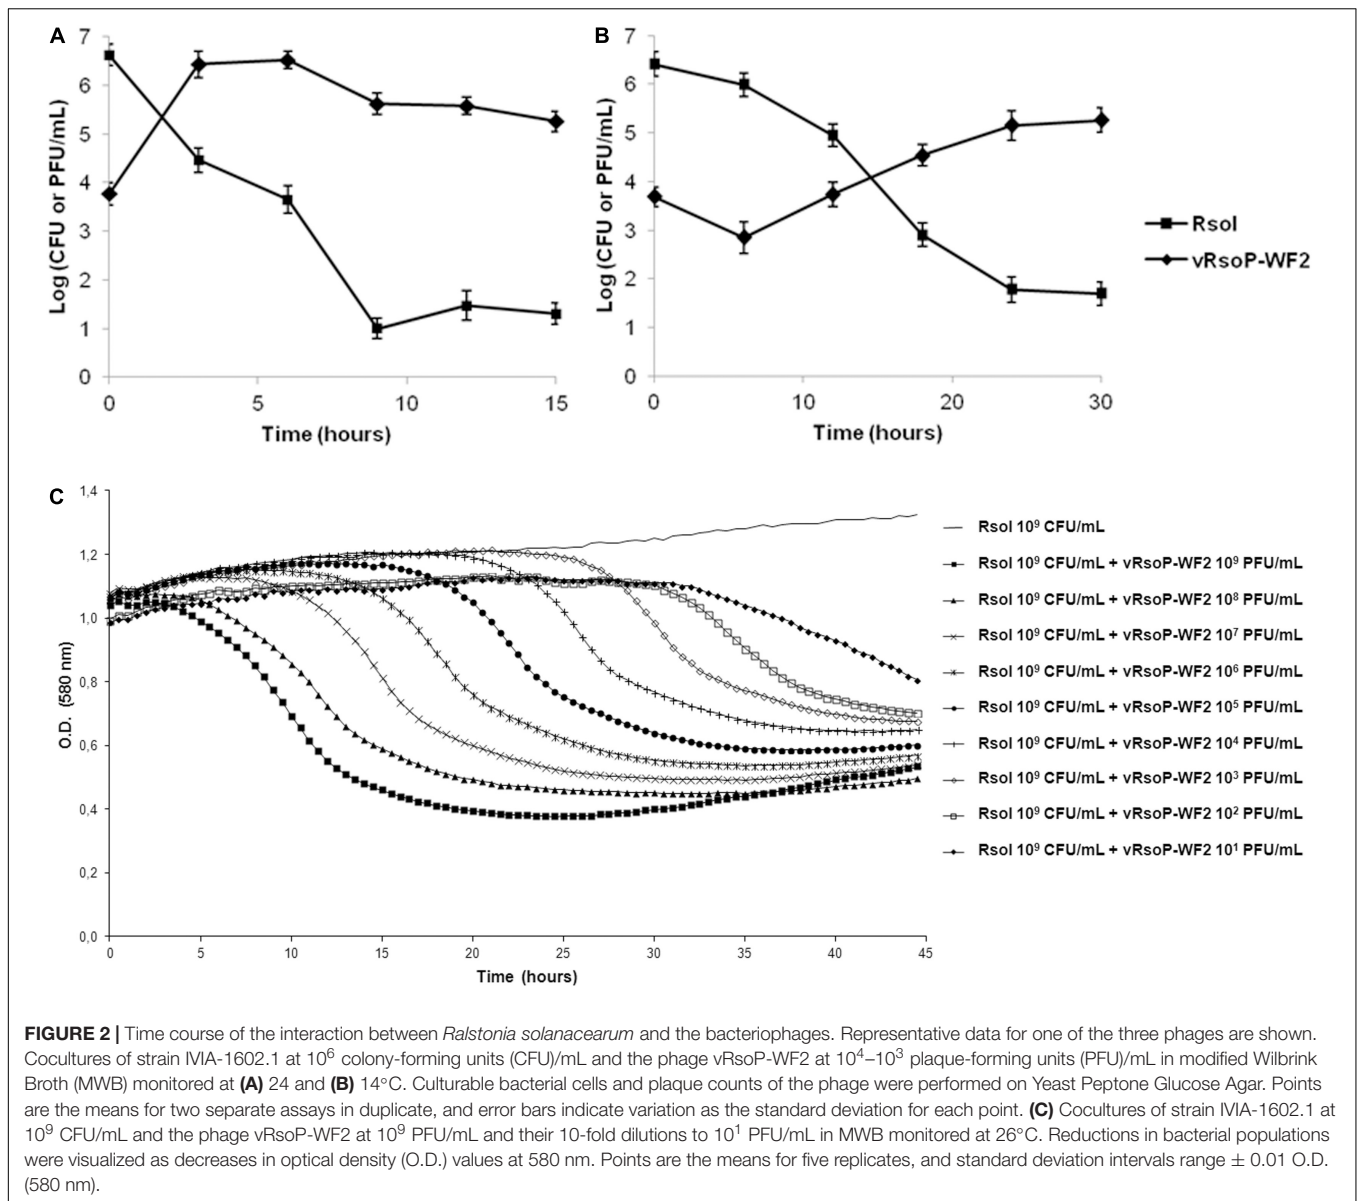 A
7
6
5
4
3
2
1
0
Log (CFU or PFU/mL)
0 5 10 15
Time (hours)
B
7
6
5
4
3
2
1
0
Log (CFU or PFU/mL)
0 10 20 30
Time (hours)
Rsol
vRsoP-WF2
C
1,4
1,2
1,0
0,8
0,6
0,4
0,2
0,0
O.D. (580 nm)
0 5 10 15 20 25 30 35 40 45
Time (hours)
Rsol 10⁹ CFU/mL
Rsol 10⁹ CFU/mL + vRsoP-WF2 10⁹ PFU/mL
Rsol 10⁹ CFU/mL + vRsoP-WF2 10⁸ PFU/mL
Rsol 10⁹ CFU/mL + vRsoP-WF2 10⁷ PFU/mL
Rsol 10⁹ CFU/mL + vRsoP-WF2 10⁶ PFU/mL
Rsol 10⁹ CFU/mL + vRsoP-WF2 10⁵ PFU/mL
Rsol 10⁹ CFU/mL + vRsoP-WF2 10⁴ PFU/mL
Rsol 10⁹ CFU/mL + vRsoP-WF2 10³ PFU/mL
Rsol 10⁹ CFU/mL + vRsoP-WF2 10² PFU/mL
Rsol 10⁹ CFU/mL + vRsoP-WF2 10¹ PFU/mL
FIGURE 2 | Time course of the interaction between Ralstonia solanacearum and the bacteriophages. Representative data for one of the three phages are shown.
Cocultures of strain IVIA-1602.1 at 10⁶ colony-forming units (CFU)/mL and the phage vRsoP-WF2 at 10⁴–10³ plaque-forming units (PFU)/mL in modified Wilbrink
Broth (MWB) monitored at (A) 24 and (B) 14°C. Culturable bacterial cells and plaque counts of the phage were performed on Yeast Peptone Glucose Agar. Points
are the means for two separate assays in duplicate, and error bars indicate variation as the standard deviation for each point. (C) Cocultures of strain IVIA-1602.1 at
10⁹ CFU/mL and the phage vRsoP-WF2 at 10⁹ PFU/mL and their 10-fold dilutions to 10¹ PFU/mL in MWB monitored at 26°C. Reductions in bacterial populations
were visualized as decreases in optical density (O.D.) values at 580 nm. Points are the means for five replicates, and standard deviation intervals range ± 0.01 O.D.
(580 nm).